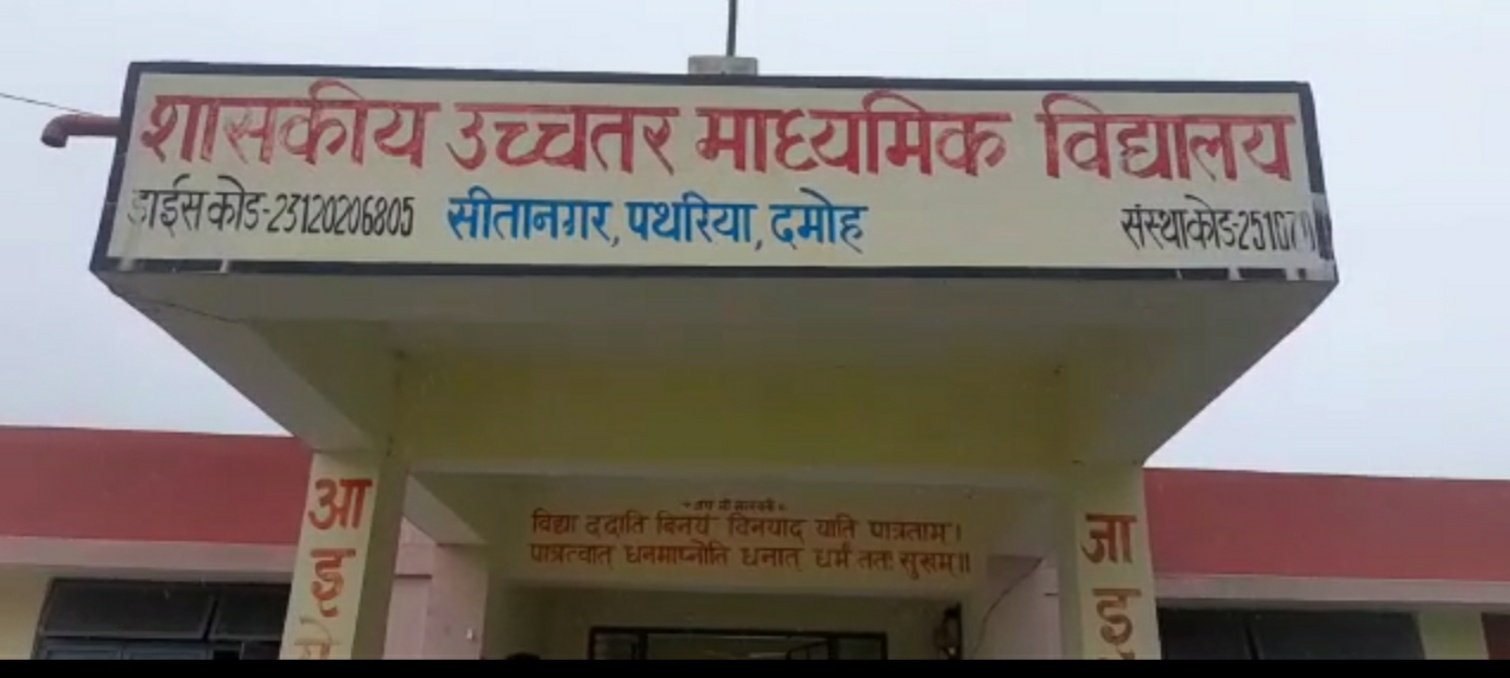 शासकीय उच्चतर माध्यमिक विद्यालय
डाईस कोड-23120206805 सीतानगर, पथरिया, दमोह संस्थाकोड-25107
विद्या ददाति विनयं विनयाद याति पात्रताम।
पात्रत्वात् धनमाप्नोति धनात् धर्मं ततः सुखम्॥
आ
जा
इ